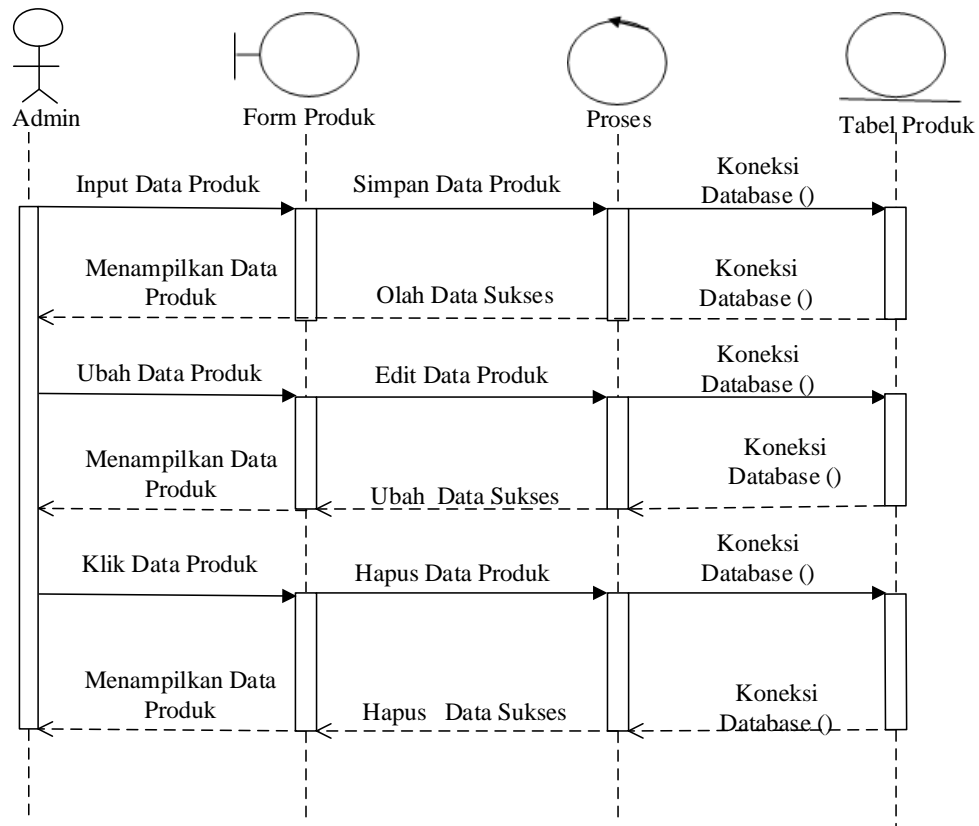 Admin
Form Produk
Proses
Tabel Produk
Input Data Produk
Simpan Data Produk
Koneksi
Database ()
Menampilkan Data
Produk
Olah Data Sukses
Koneksi
Database ()
Ubah Data Produk
Edit Data Produk
Koneksi
Database ()
Menampilkan Data
Produk
Ubah  Data Sukses
Koneksi
Database ()
Klik Data Produk
Hapus Data Produk
Koneksi
Database ()
Menampilkan Data
Produk
Hapus   Data Sukses
Koneksi
Database ()